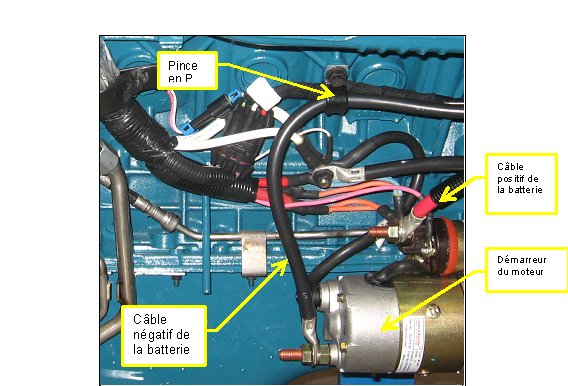 Pince
en P
Câble
positif de
la batterie
Démarreur
du moteur
Câble
négatif de
la batterie